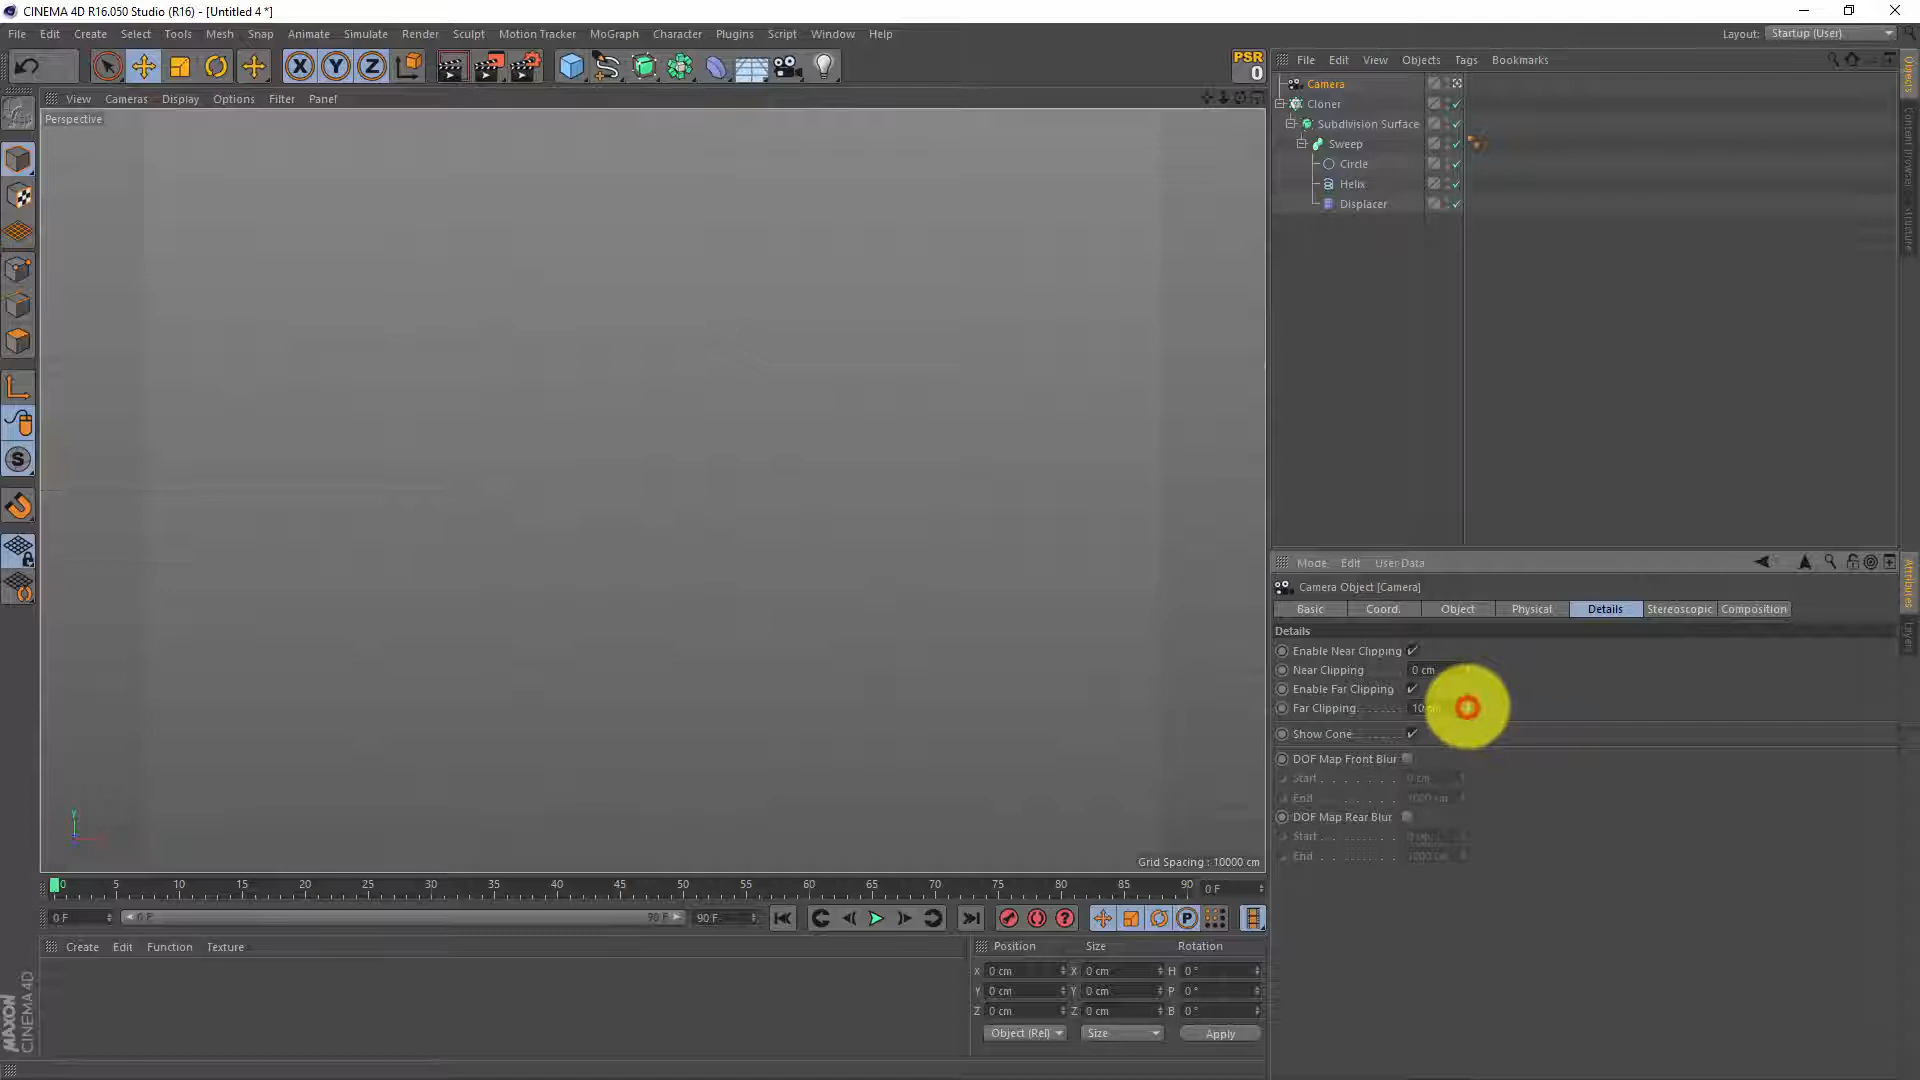 CINEMA 4D R16.050 Studio (R16) - [Untitled 4 *]
File Edit Create Select Tools Mesh Snap Animate Simulate Render Sculpt Motion Tracker MoGraph Character Plugins Script Window Help
Layout: Startup (User)
PSR
0
X Y Z
File Edit View Objects Tags Bookmarks
View Cameras Display Options Filter Panel
Perspective
Camera
Cloner
Subdivision Surface
Sweep
Circle
Helix
Displacer
Objects
Content Browser
Structure
Mode Edit User Data
Camera Object [Camera]
Basic Coord. Object Physical Details Stereoscopic Composition
Details
Enable Near Clipping
Near Clipping 0 cm
Enable Far Clipping
Far Clipping
Show Cone
DOF Map Front Blur
Start 0 cm
End 1000 cm
DOF Map Rear Blur
Start 0 cm
End 1000 cm
Attributes
Layers
Y
Grid Spacing : 10000 cm
0 5 10 15 20 25 30 35 40 45 50 55 60 65 70 75 80 85 90 0 F
0 F 0 F 90 F 90 F
Create Edit Function Texture
Position Size Rotation
X 0 cm X 0 cm H 0 °
Y 0 cm Y 0 cm P 0 °
Z 0 cm Z 0 cm B 0 °
Object (Rel) Size Apply
MAXON
CINEMA 4D